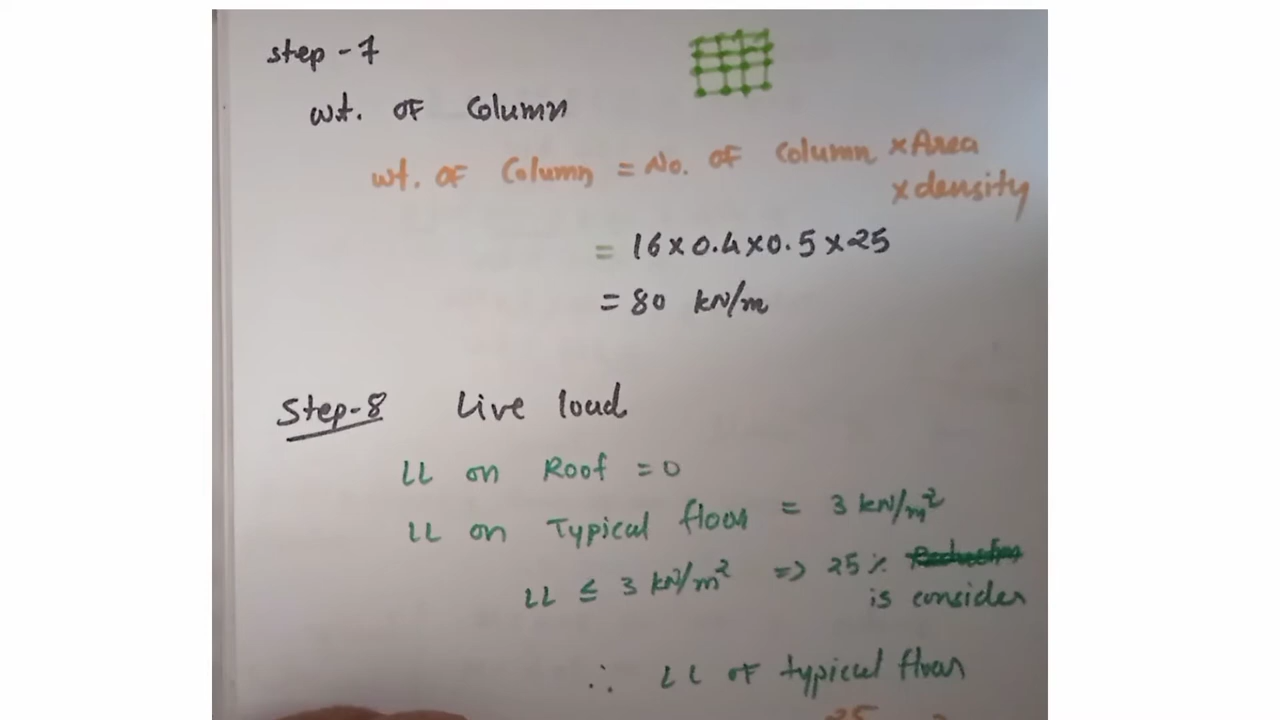 step - 7
wt. OF Column
wt. OF Column = No. OF Column × Area
× density
= 16 × 0.4 × 0.5 × 25
= 80 kN/m
Step-8 Live load
LL on Roof = 0
LL on Typical floor = 3 kN/m²
LL ≤ 3 kN/m² => 25 %
is consider
∴ LL OF typical floor
25